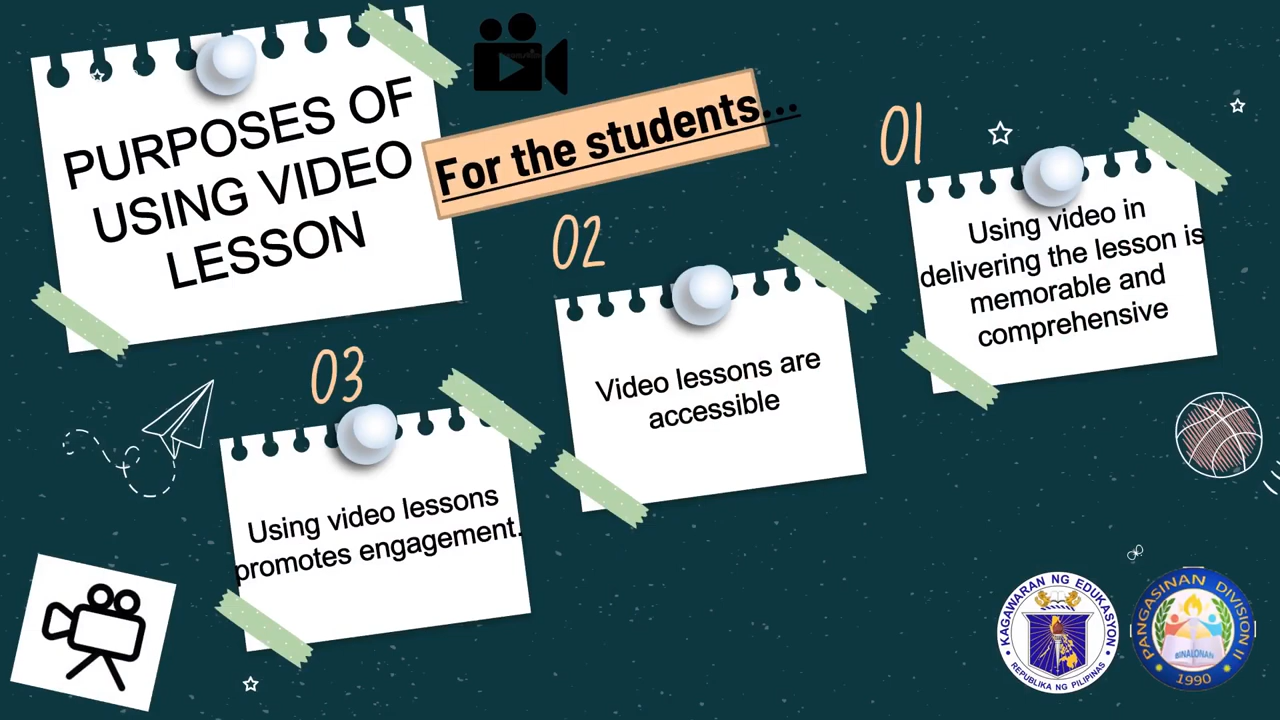 PURPOSES OF
USING VIDEO
LESSON
For the students...
01
Using video in
delivering the lesson is
memorable and
comprehensive
02
Video lessons are
accessible
03
Using video lessons
promotes engagement.
KAGAWARAN NG EDUKASYON
REPUBLIKA NG PILIPINAS
PANGASINAN DIVISION II
BINALONAN
1990